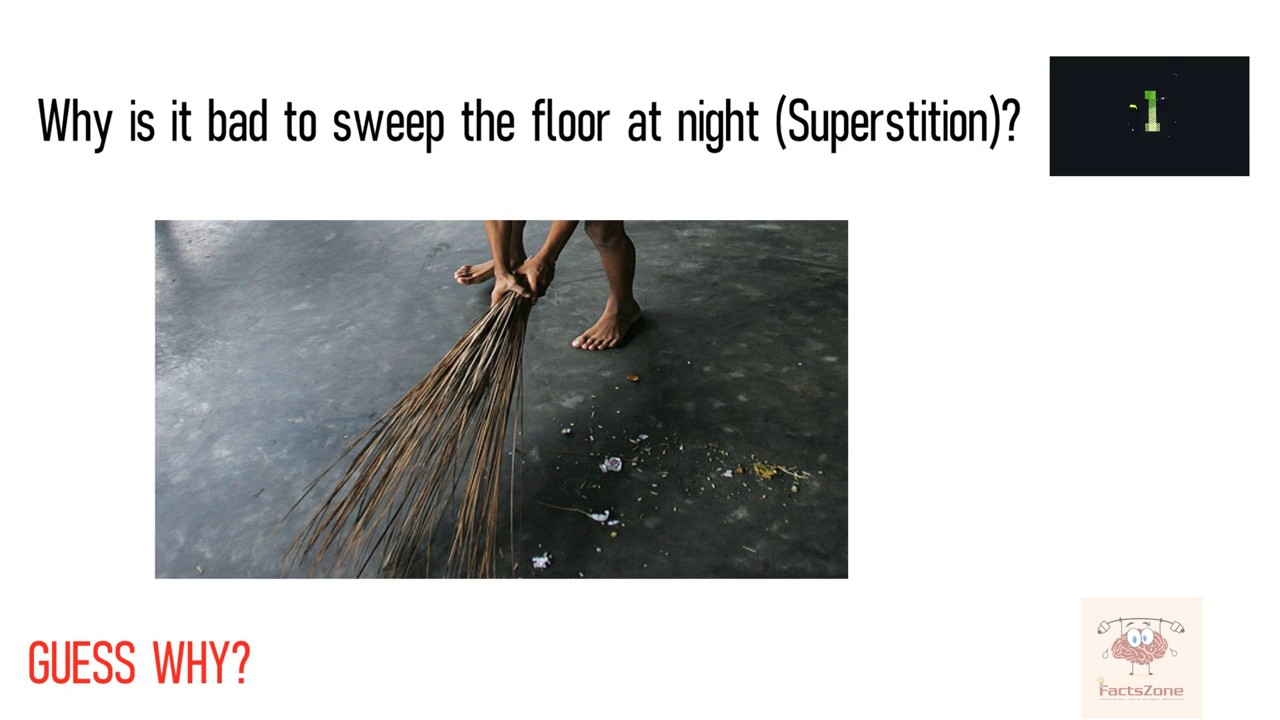 Why is it bad to sweep the floor at night (Superstition)?
1
GUESS WHY?
FactsZone